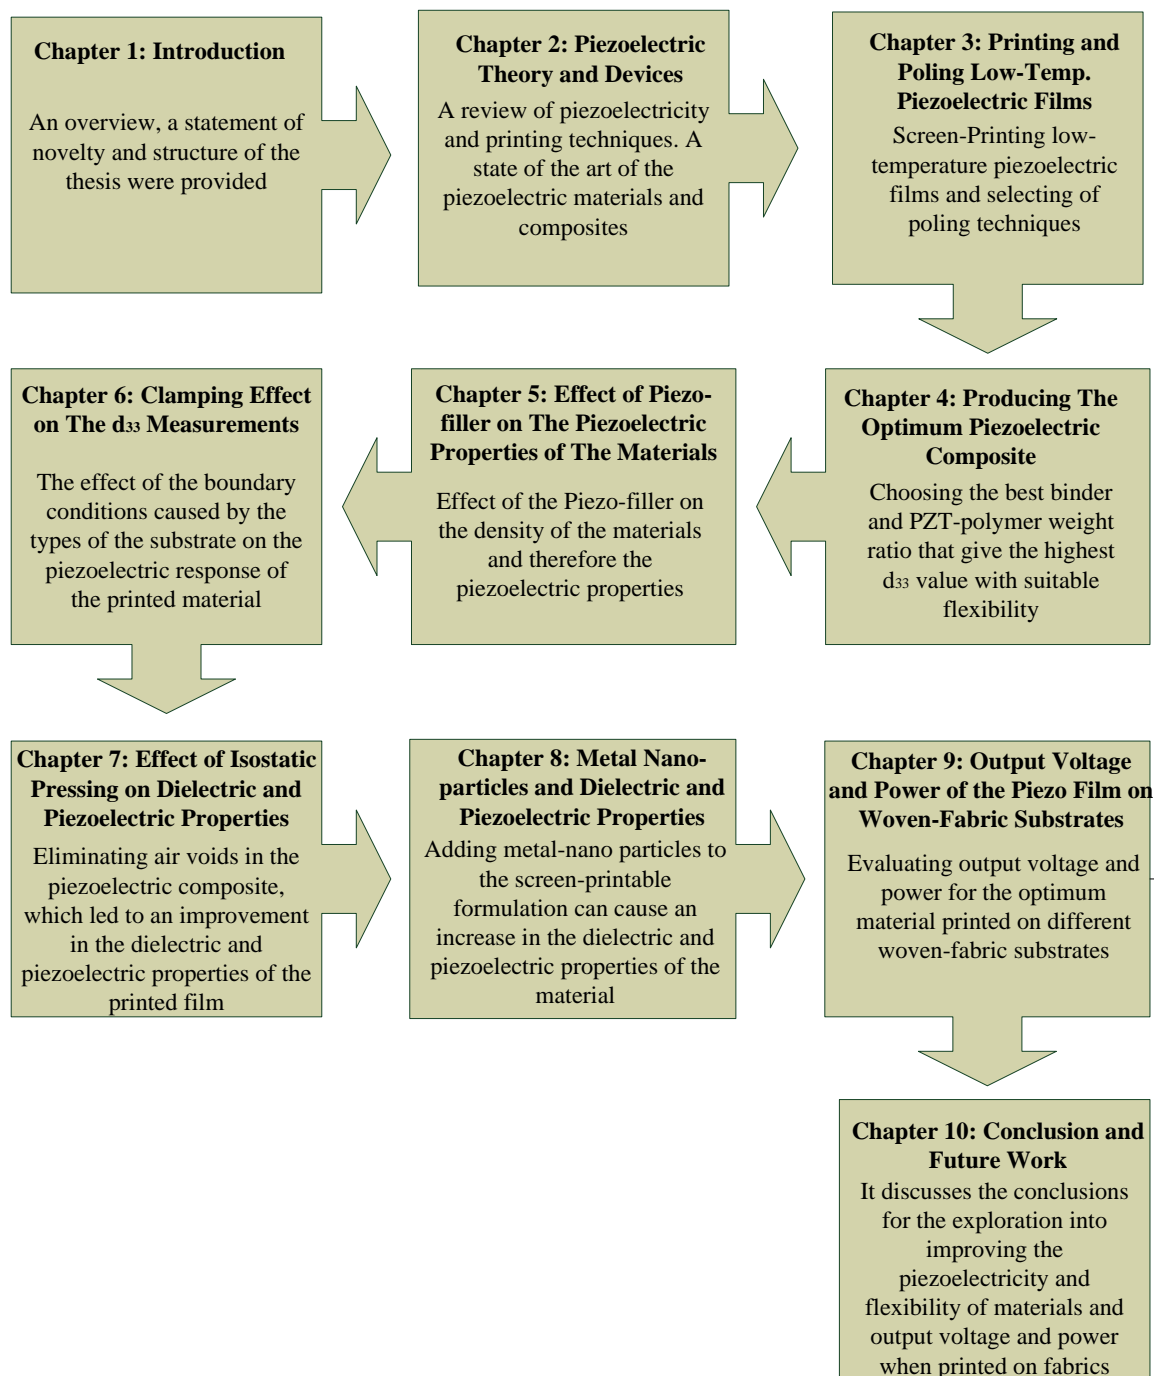 Chapter 1: Introduction
An overview, a statement of
novelty and structure of the
thesis were provided
Chapter 2: Piezoelectric
Theory and Devices
A review of piezoelectricity
and printing techniques. A
state of the art of the
piezoelectric materials and
composites
Chapter 3: Printing and
Poling Low-Temp.
Piezoelectric Films
Screen-Printing low-
temperature piezoelectric
films and selecting of
poling techniques
Chapter 4: Producing The
Optimum Piezoelectric
Composite
Choosing the best binder
and PZT-polymer weight
ratio that give the highest
d33 value with suitable
flexibility
Chapter 5: Effect of Piezo-
filler on The Piezoelectric
Properties of The Materials
Effect of the Piezo-filler on
the density of the materials
and therefore the
piezoelectric properties
Chapter 6: Clamping Effect
on The d33 Measurements
The effect of the boundary
conditions caused by the
types of the substrate on the
piezoelectric response of
the printed material
Chapter 7: Effect of Isostatic
Pressing on Dielectric and
Piezoelectric Properties
Eliminating air voids in the
piezoelectric composite,
which led to an improvement
in the dielectric and
piezoelectric properties of the
printed film
Chapter 8: Metal Nano-
particles and Dielectric and
Piezoelectric Properties
Adding metal-nano particles to
the screen-printable
formulation can cause an
increase in the dielectric and
piezoelectric properties of the
material
Chapter 9: Output Voltage
and Power of the Piezo Film on
Woven-Fabric Substrates
Evaluating output voltage and
power for the optimum
material printed on different
woven-fabric substrates
Chapter 10: Conclusion and
Future Work
It discusses the conclusions
for the exploration into
improving the
piezoelectricity and
flexibility of materials and
output voltage and power
when printed on fabrics